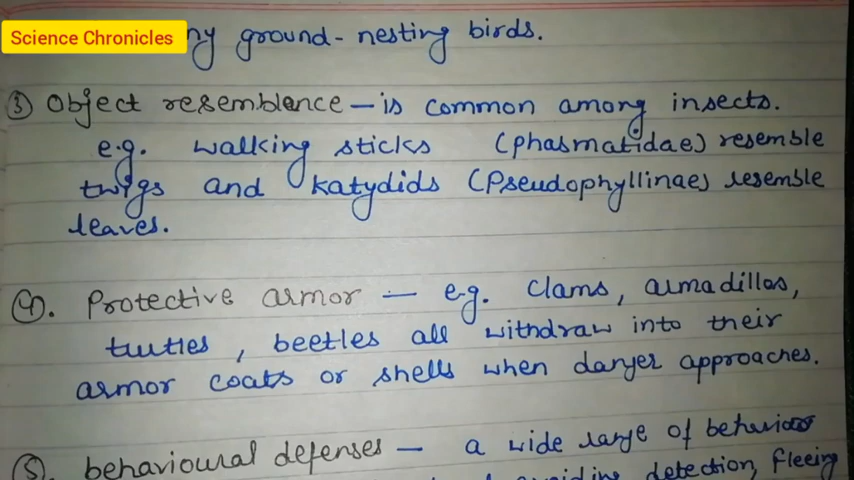 Science Chronicles
ny ground-nesting birds.
③ Object resemblence — is common among insects.
e.g. walking sticks (phasmatidae) resemble
twigs and katydids (Pseudophyllinae) resemble
leaves.
④. Protective armor — e.g. clams, armadillos,
turtles, beetles all withdraw into their
armor coats or shells when danger approaches.
⑤. behavioural defenses — a wide range of behaviour
detection, fleeing